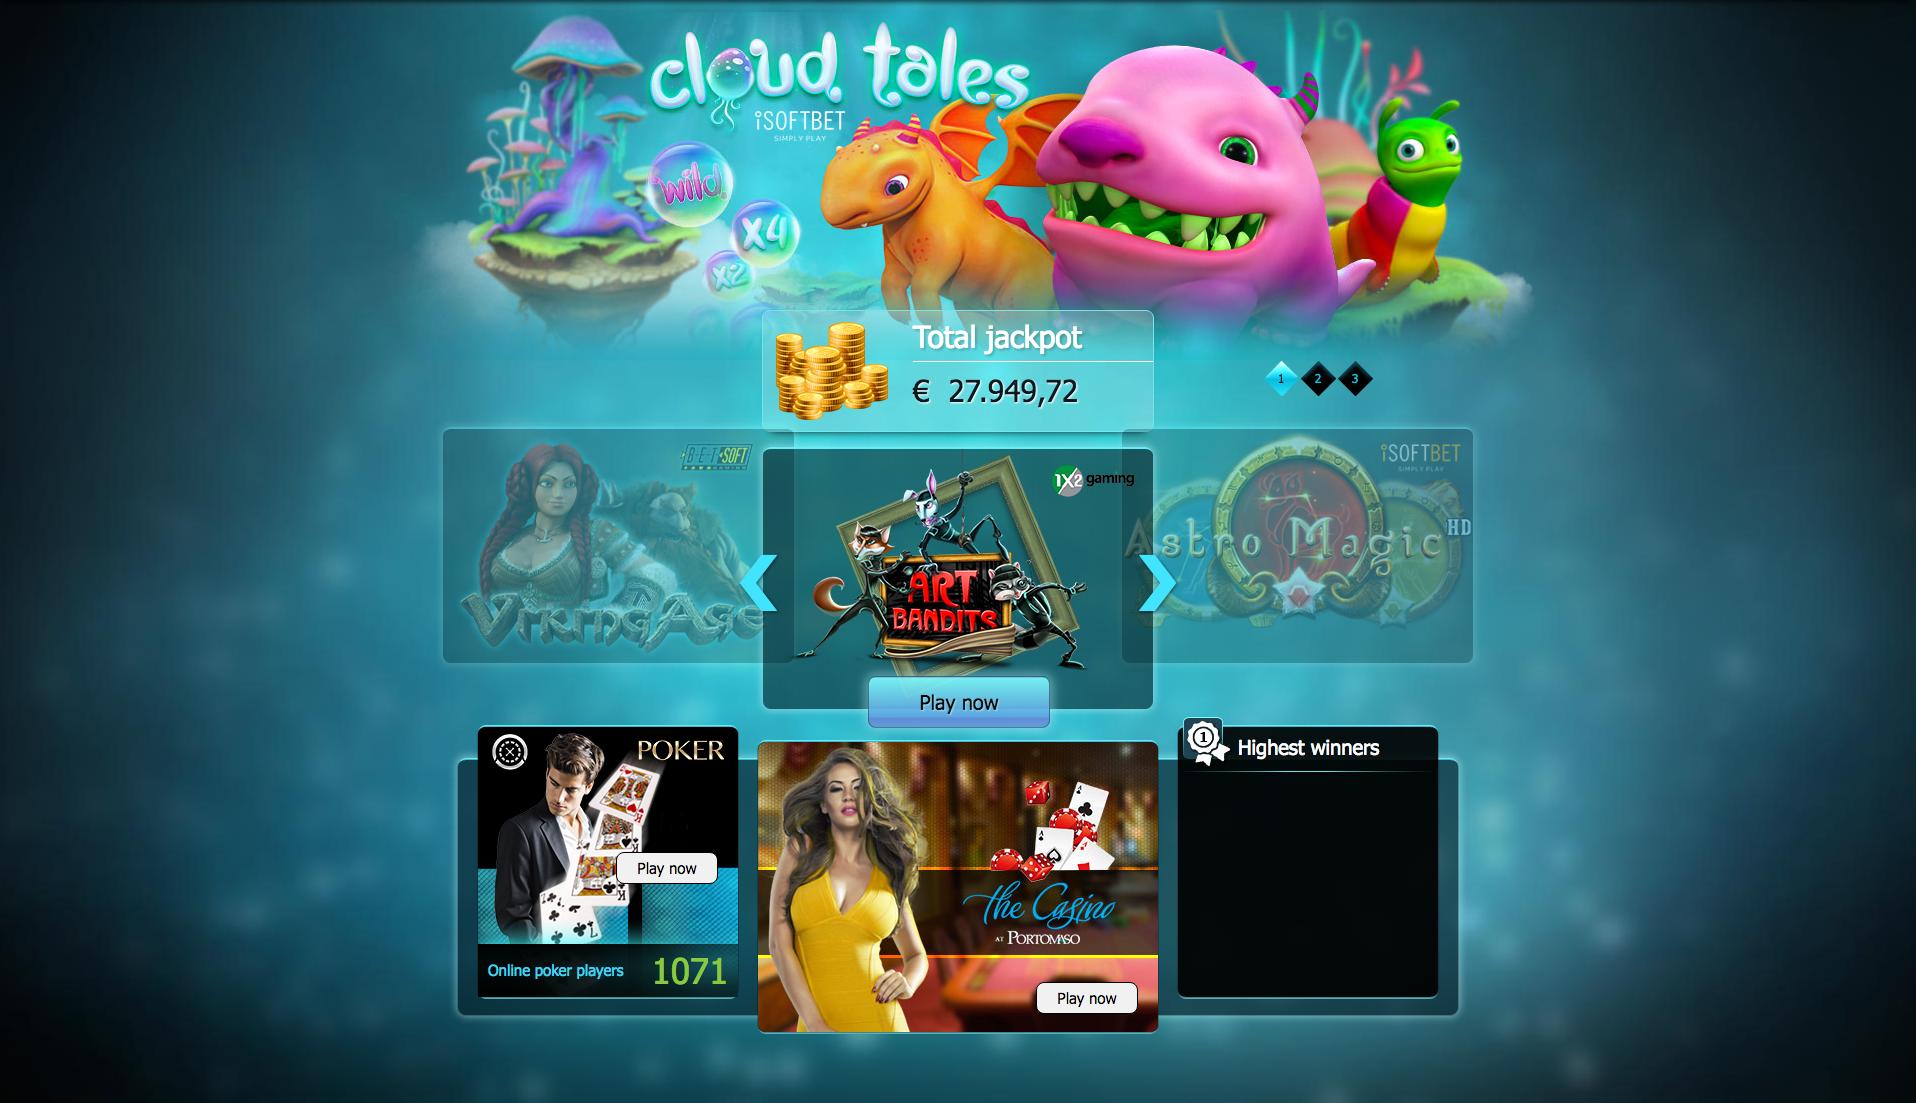 cloud tales
iSOFTBET
SIMPLY PLAY
wild
X4
X2
Total jackpot
€ 27.949,72
1 2 3
BETSOFT
GAMING
Viking Age
1X2 gaming
ART
BANDITS
Play now
iSOFTBET
SIMPLY PLAY
Astro Magic HD
POKER
Play now
Online poker players 1071
The Casino
AT PORTOMASO
Play now
1
Highest winners